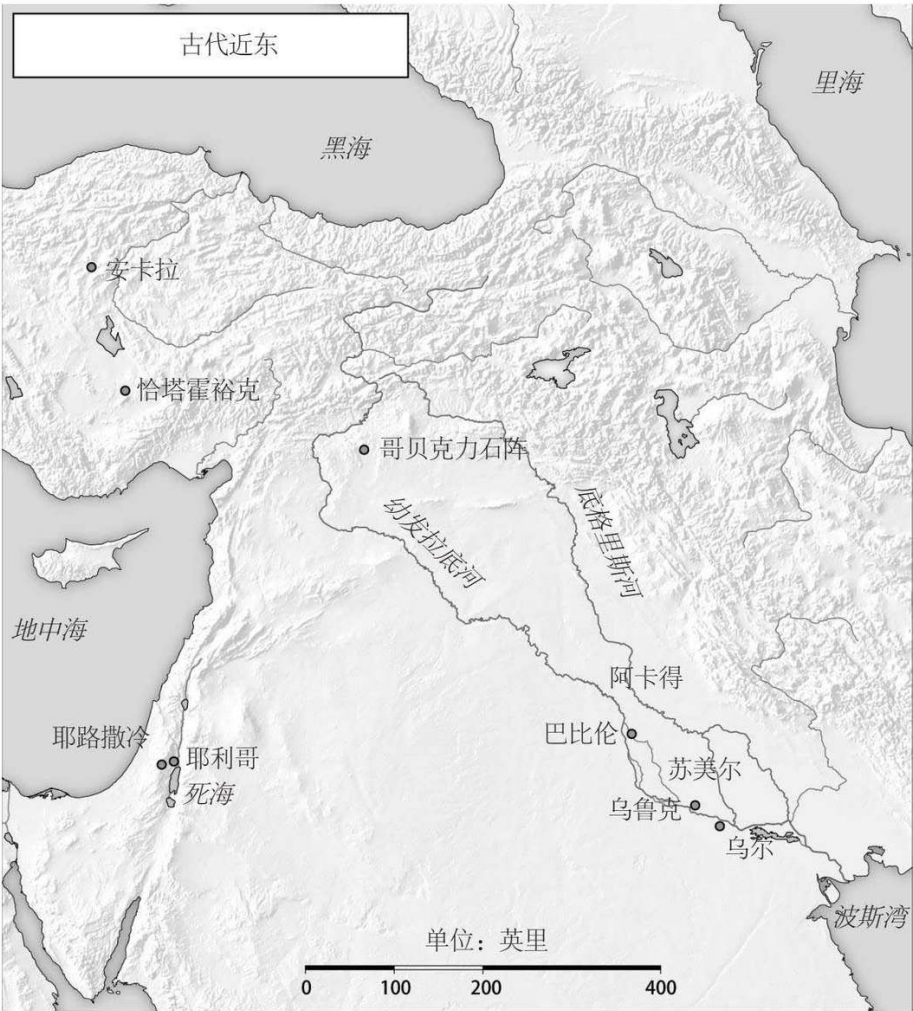 古代近东
里海
黑海
安卡拉
恰塔霍裕克
哥贝克力石阵
幼发拉底河
底格里斯河
地中海
阿卡得
耶路撒冷
巴比伦
耶利哥
苏美尔
死海
乌鲁克
乌尔
波斯湾
单位：英里
0 100 200 400